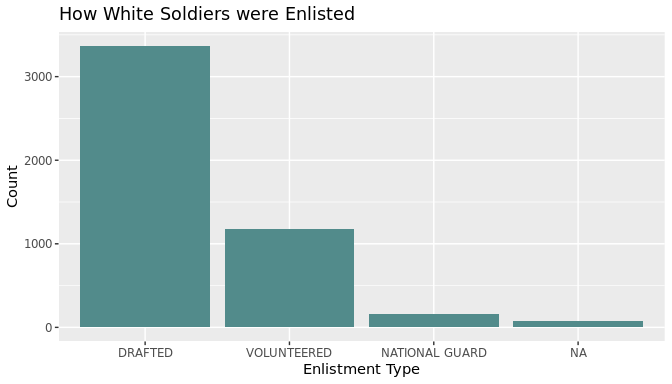 How White Soldiers were Enlisted
Count
3000
2000
1000
0
DRAFTED VOLUNTEERED NATIONAL GUARD NA
Enlistment Type